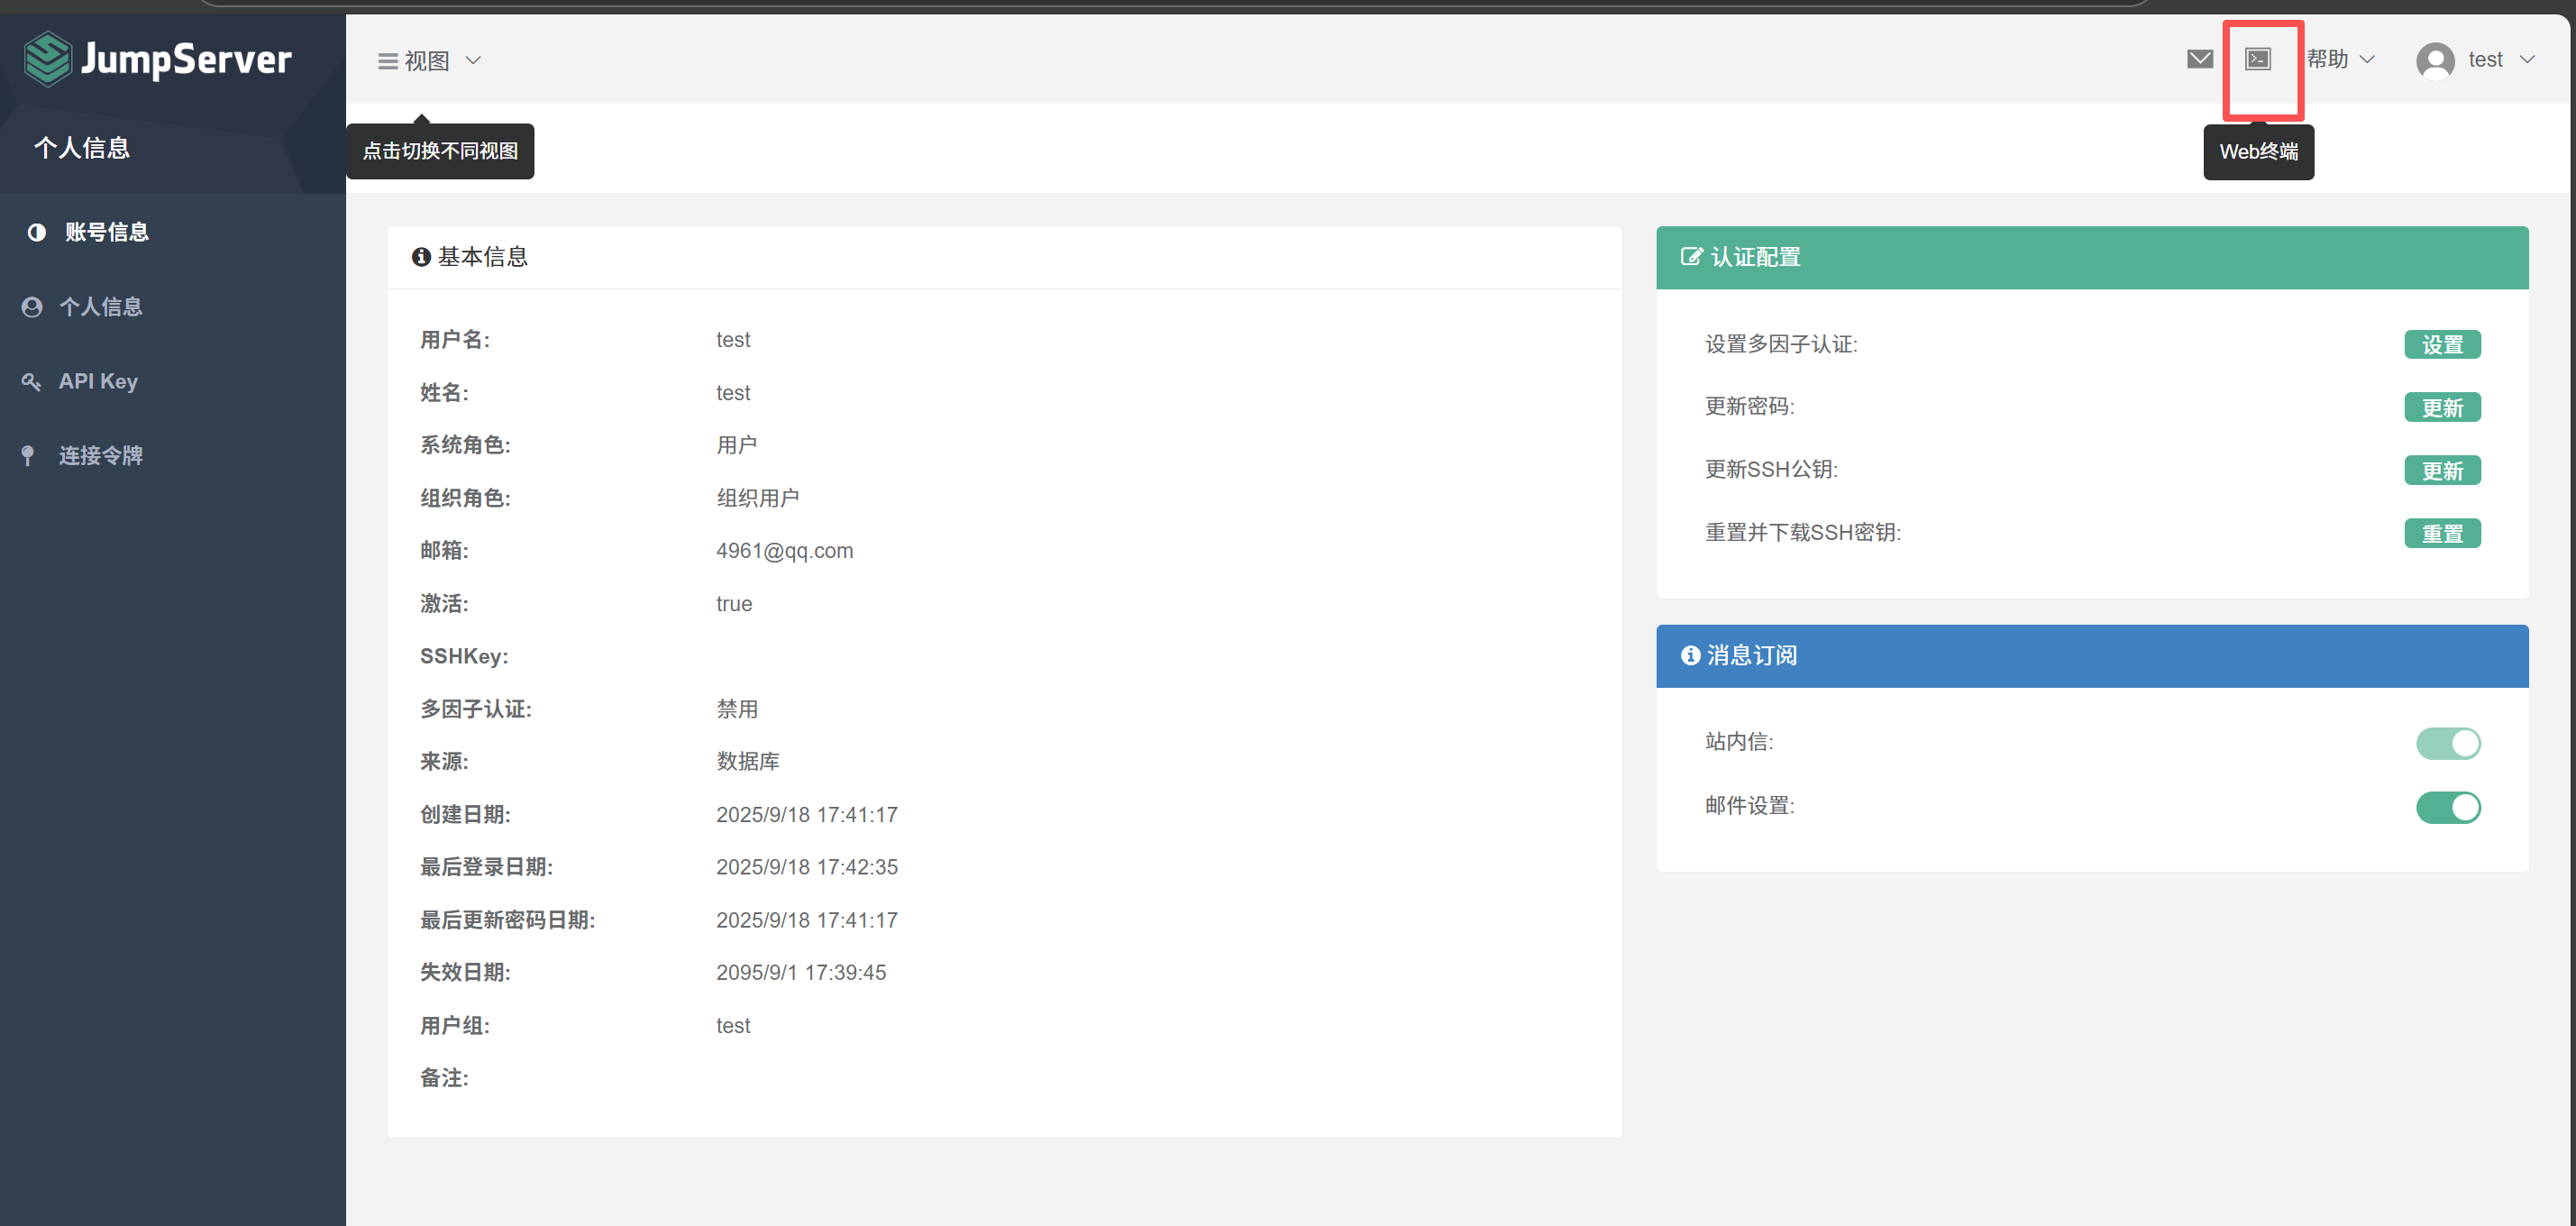 JumpServer
视图
帮助
test
个人信息
点击切换不同视图
Web终端
账号信息
个人信息
API Key
连接令牌
基本信息
用户名: test
姓名: test
系统角色: 用户
组织角色: 组织用户
邮箱: 4961@qq.com
激活: true
SSHKey:
多因子认证: 禁用
来源: 数据库
创建日期: 2025/9/18 17:41:17
最后登录日期: 2025/9/18 17:42:35
最后更新密码日期: 2025/9/18 17:41:17
失效日期: 2095/9/1 17:39:45
用户组: test
备注:
认证配置
设置多因子认证: 设置
更新密码: 更新
更新SSH公钥: 更新
重置并下载SSH密钥: 重置
消息订阅
站内信:
邮件设置: